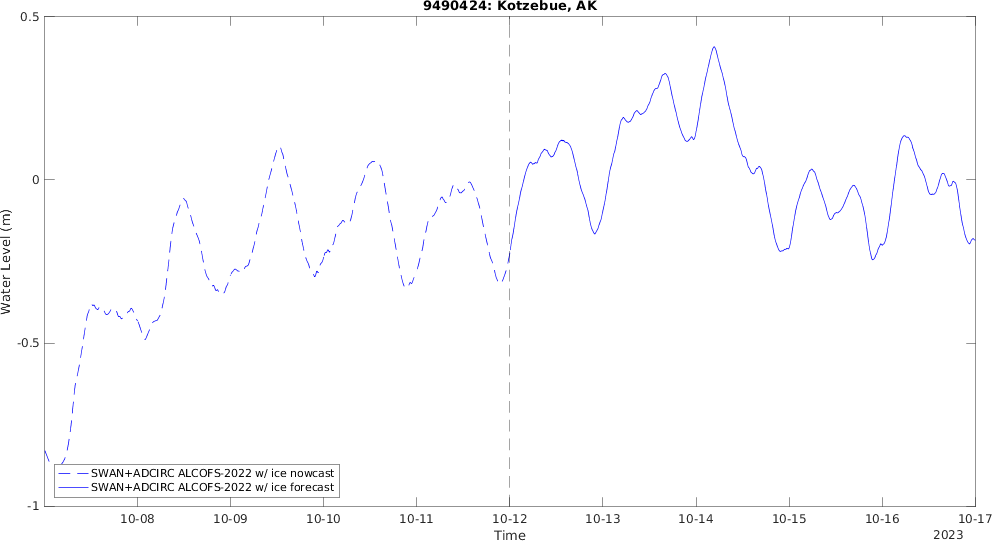 9490424: Kotzebue, AK
0.5
0
-0.5
-1
Water Level (m)
SWAN+ADCIRC ALCOFS-2022 w/ ice nowcast
SWAN+ADCIRC ALCOFS-2022 w/ ice forecast
10-08 10-09 10-10 10-11 10-12 10-13 10-14 10-15 10-16 10-17
Time
2023